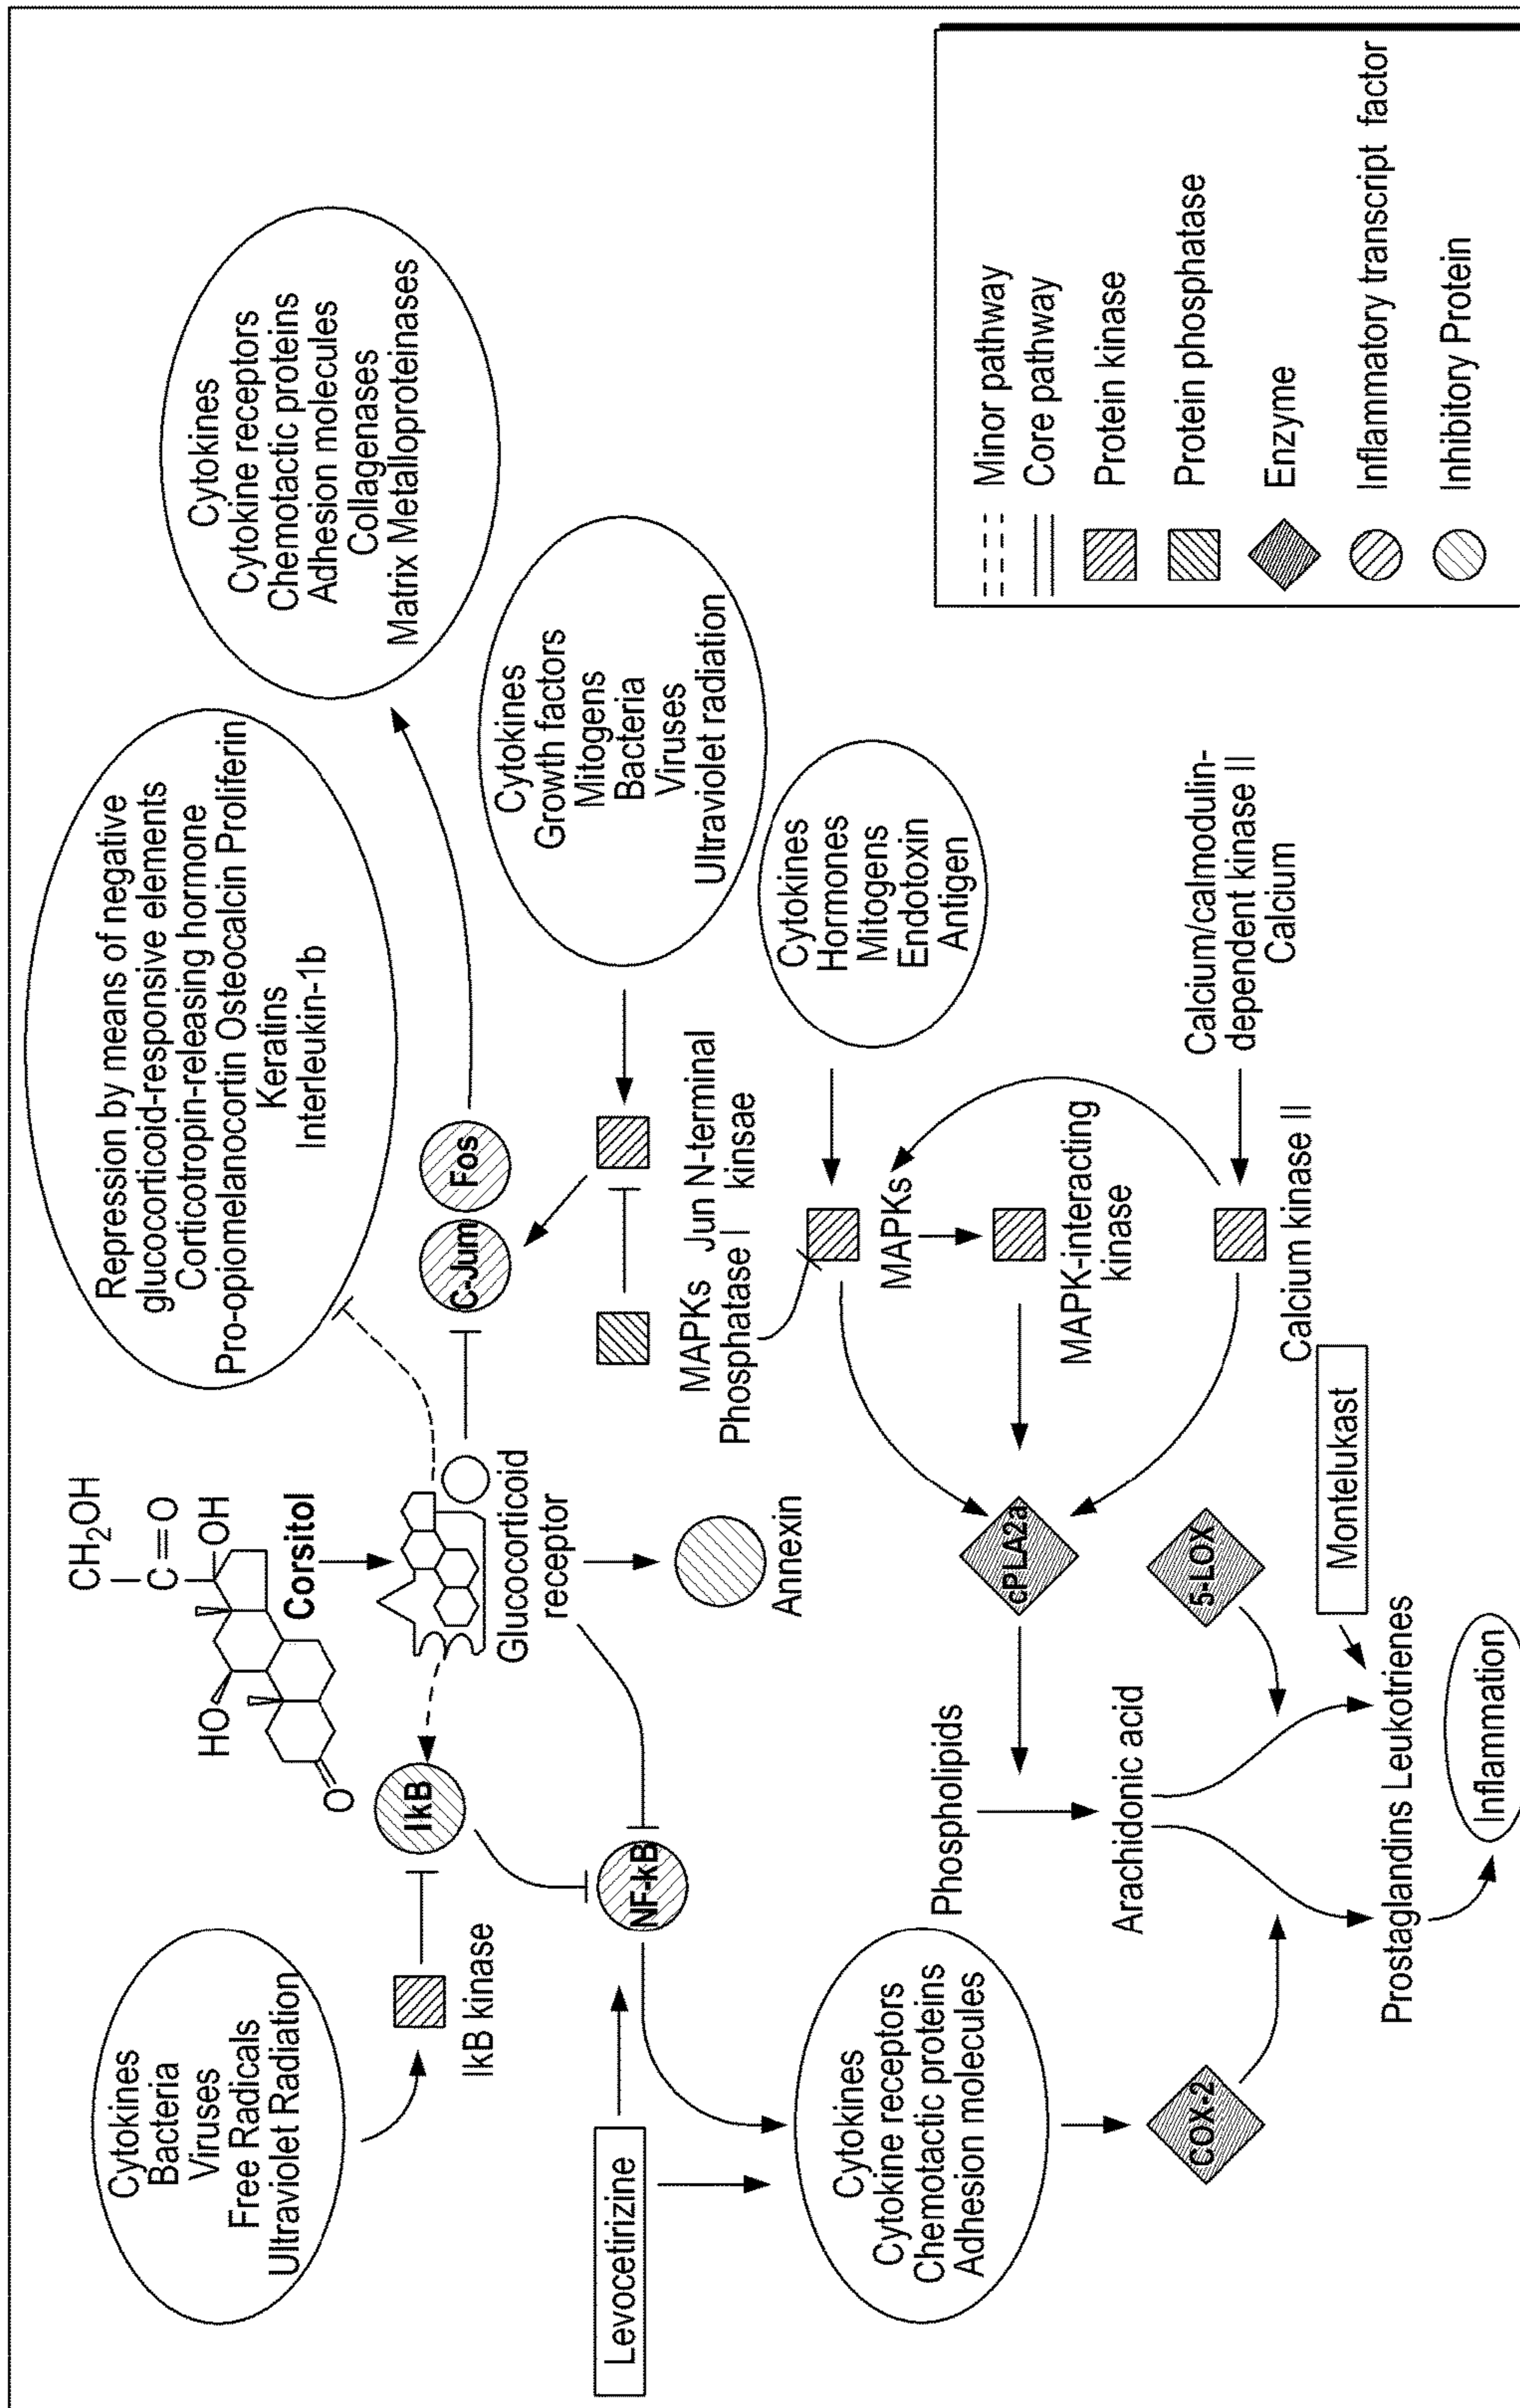 Cytokines
Bacteria
Viruses
Free Radicals
Ultraviolet Radiation
IkB kinase
IkB
HO
O
CH₂OH
C=O
OH
Corsitol
Glucocorticoid
receptor
Annexin
Repression by means of negative
glucocorticoid-responsive elements
Corticotropin-releasing hormone
Pro-opiomelanocortin Osteocalcin Proliferin
Keratins
Interleukin-1b
Cytokines
Cytokine receptors
Chemotactic proteins
Adhesion molecules
Collagenases
Matrix Metalloproteinases
C-Jum
Fos
Cytokines
Growth factors
Mitogens
Bacteria
Viruses
Ultraviolet radiation
MAPKs
Phosphatase I
Jun N-terminal
kinsae
Levocetirizine
NF-kB
Cytokines
Cytokine receptors
Chemotactic proteins
Adhesion molecules
COX-2
Cytokines
Hormones
Mitogens
Endotoxin
Antigen
MAPKs
MAPK-interacting
kinase
Calcium/calmodulin-
dependent kinase II
Calcium
Calcium kinase II
cPLA2a
Phospholipids
Arachidonic acid
5-LOX
Montelukast
Prostaglandins Leukotrienes
Inflammation
Minor pathway
Core pathway
Protein kinase
Protein phosphatase
Enzyme
Inflammatory transcript factor
Inhibitory Protein